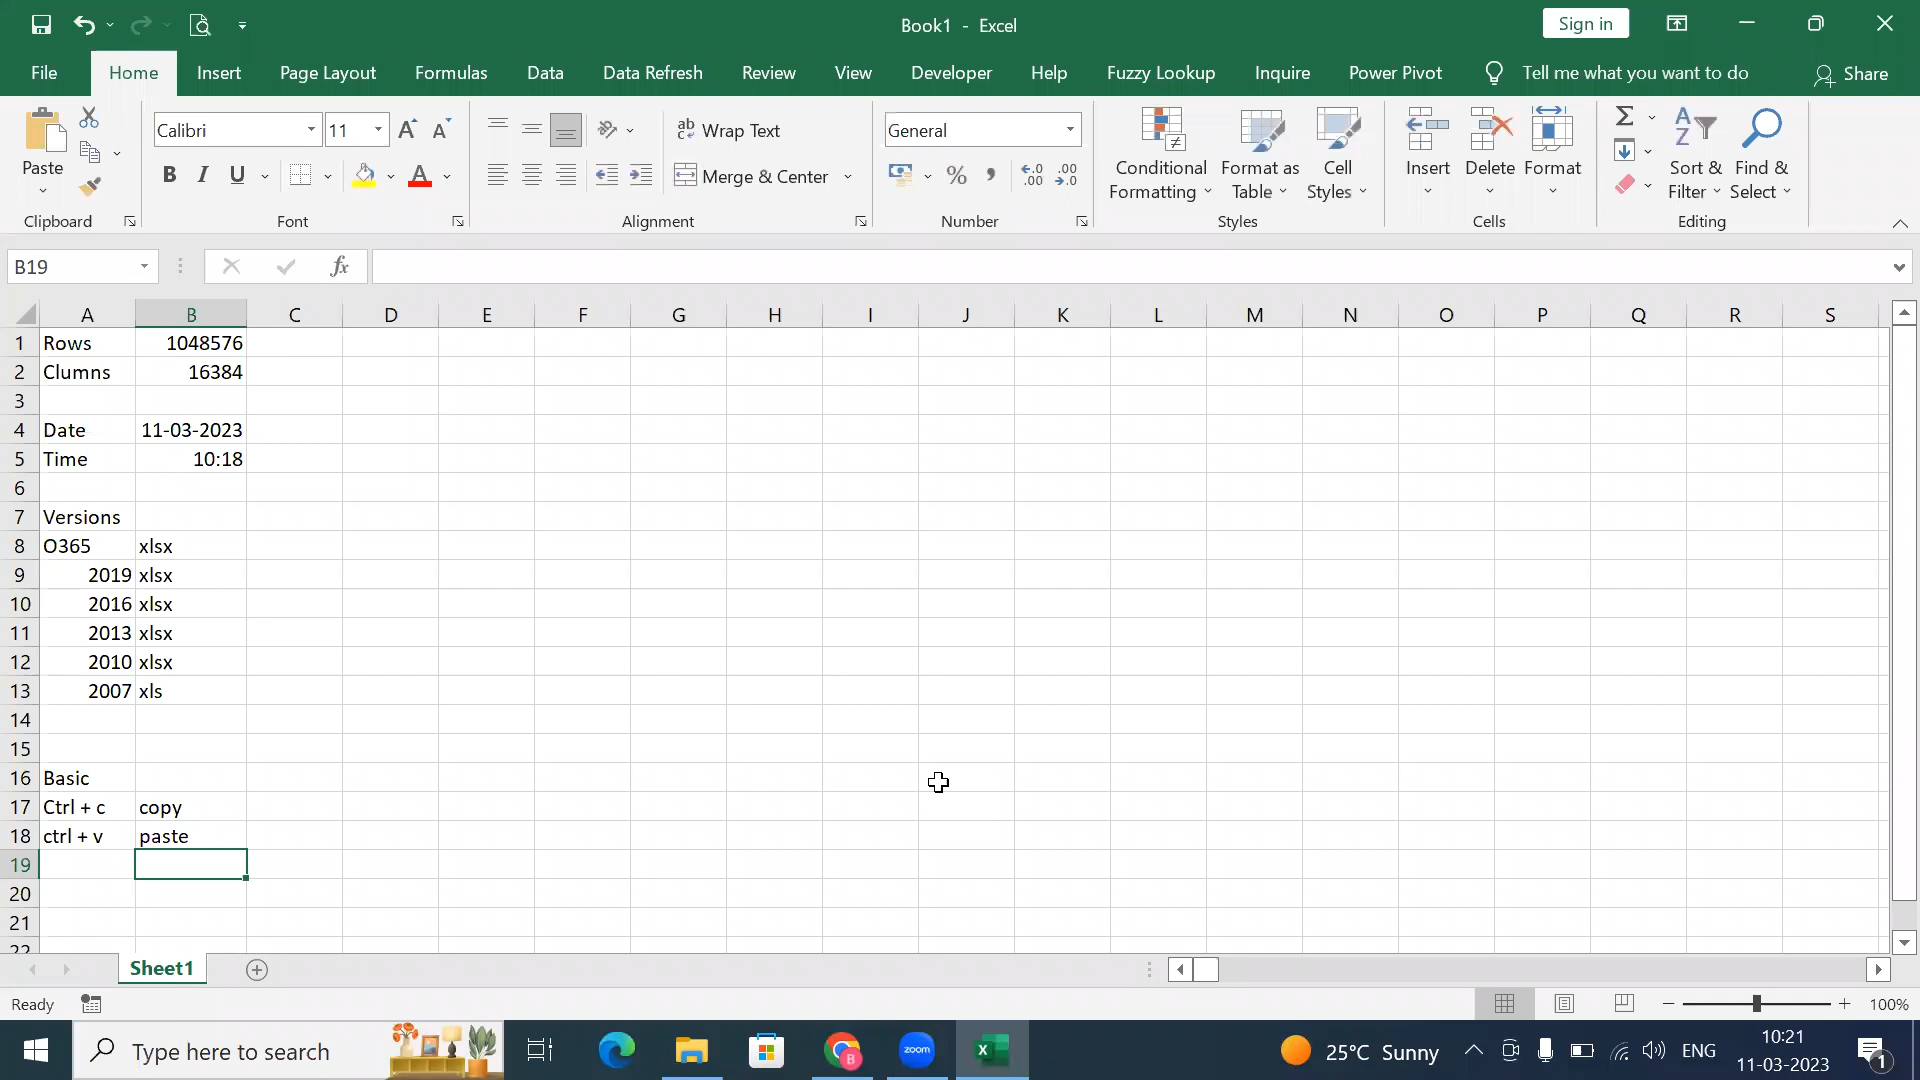 Book1 - Excel
Sign in
File Home Insert Page Layout Formulas Data Data Refresh Review View Developer Help Fuzzy Lookup Inquire Power Pivot Tell me what you want to do Share
Paste
Clipboard
Calibri 11
A A
B I U A
Font
ab c Wrap Text
Merge & Center
Alignment
General
% , .00 .00
Number
Conditional Formatting
Format as Table
Cell Styles
Styles
Insert Delete Format
Cells
Σ
Sort & Filter
Find & Select
Editing
B19 fx
A B C D E F G H I J K L M N O P Q R S
1 Rows 1048576
2 Clumns 16384
3
4 Date 11-03-2023
5 Time 10:18
6
7 Versions
8 O365 xlsx
9 2019 xlsx
10 2016 xlsx
11 2013 xlsx
12 2010 xlsx
13 2007 xls
14
15
16 Basic
17 Ctrl + c copy
18 ctrl + v paste
19
20
21
22
Sheet1
Ready 100%
Type here to search
zoom
25°C Sunny
ENG
10:21
11-03-2023
1